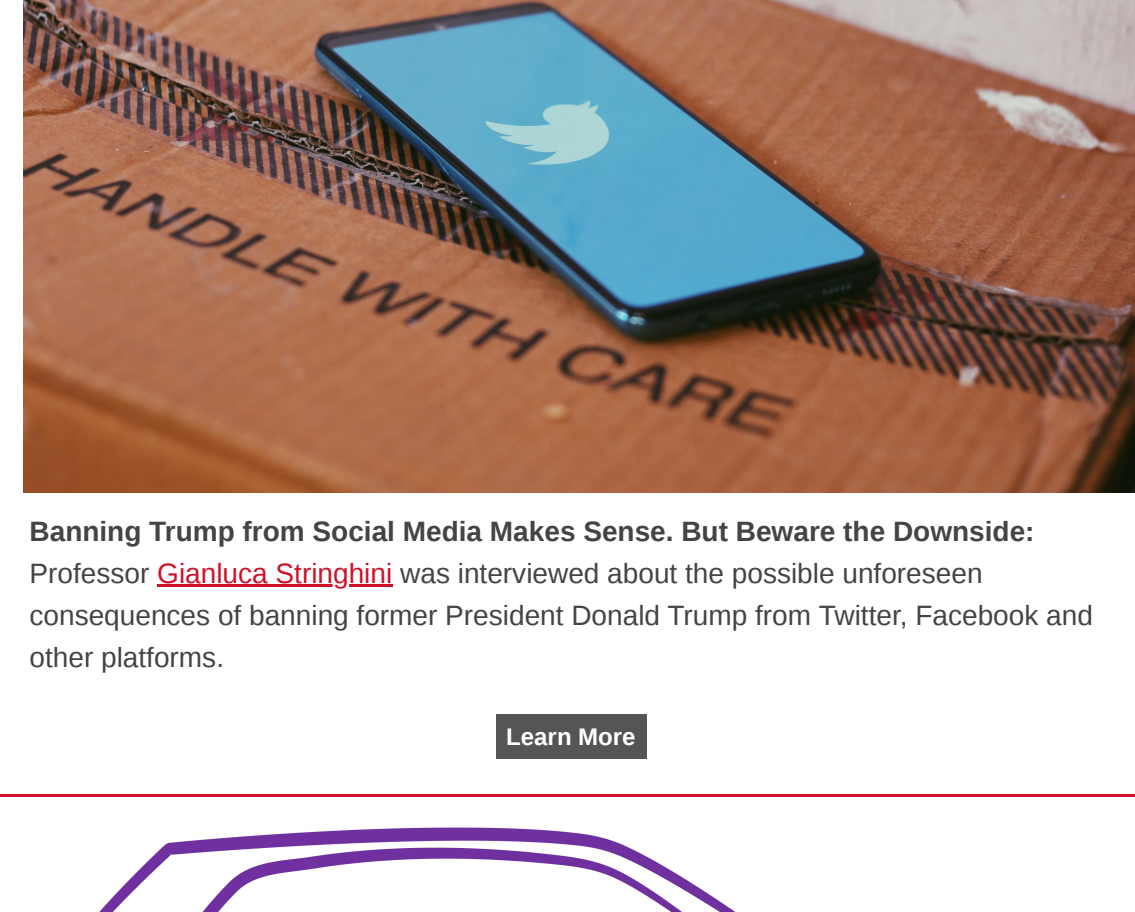 HANDLE WITH CARE
Banning Trump from Social Media Makes Sense. But Beware the Downside:
Professor Gianluca Stringhini was interviewed about the possible unforeseen
consequences of banning former President Donald Trump from Twitter, Facebook and
other platforms.
Learn More